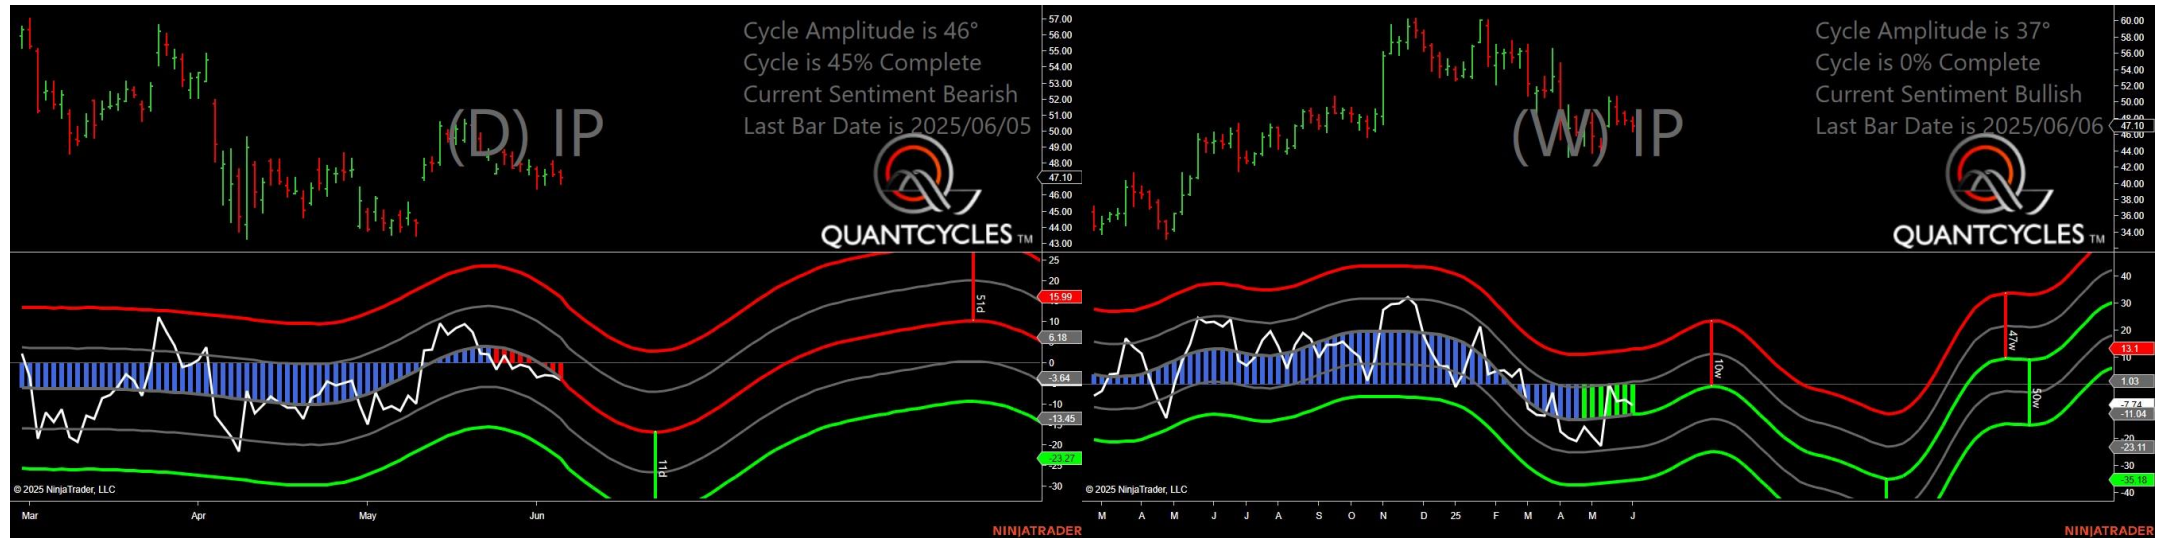 Cycle Amplitude is 46°
Cycle is 45% Complete
Current Sentiment Bearish
Last Bar Date is 2025/06/05
(D) IP
QUANTCYCLES TM
57.00
56.00
55.00
54.00
53.00
52.00
51.00
50.00
49.00
48.00
47.10
46.00
45.00
44.00
43.00
25
20
15.99
10
6.18
0
-3.64
-10
-13.45
-20
-23.27
-30
51d
11d
© 2025 NinjaTrader, LLC
Mar
Apr
May
Jun
NINJATRADER
Cycle Amplitude is 37°
Cycle is 0% Complete
Current Sentiment Bullish
Last Bar Date is 2025/06/06
(W) IP
QUANTCYCLES TM
60.00
58.00
56.00
54.00
52.00
50.00
47.10
44.00
42.00
40.00
38.00
36.00
34.00
40
30
20
13.1
10
1.03
-7.74
-11.04
-20
-23.11
-30
-35.18
-40
10w
47w
50w
© 2025 NinjaTrader, LLC
M A M J J A S O N D 25 F M A M J
NINJATRADER